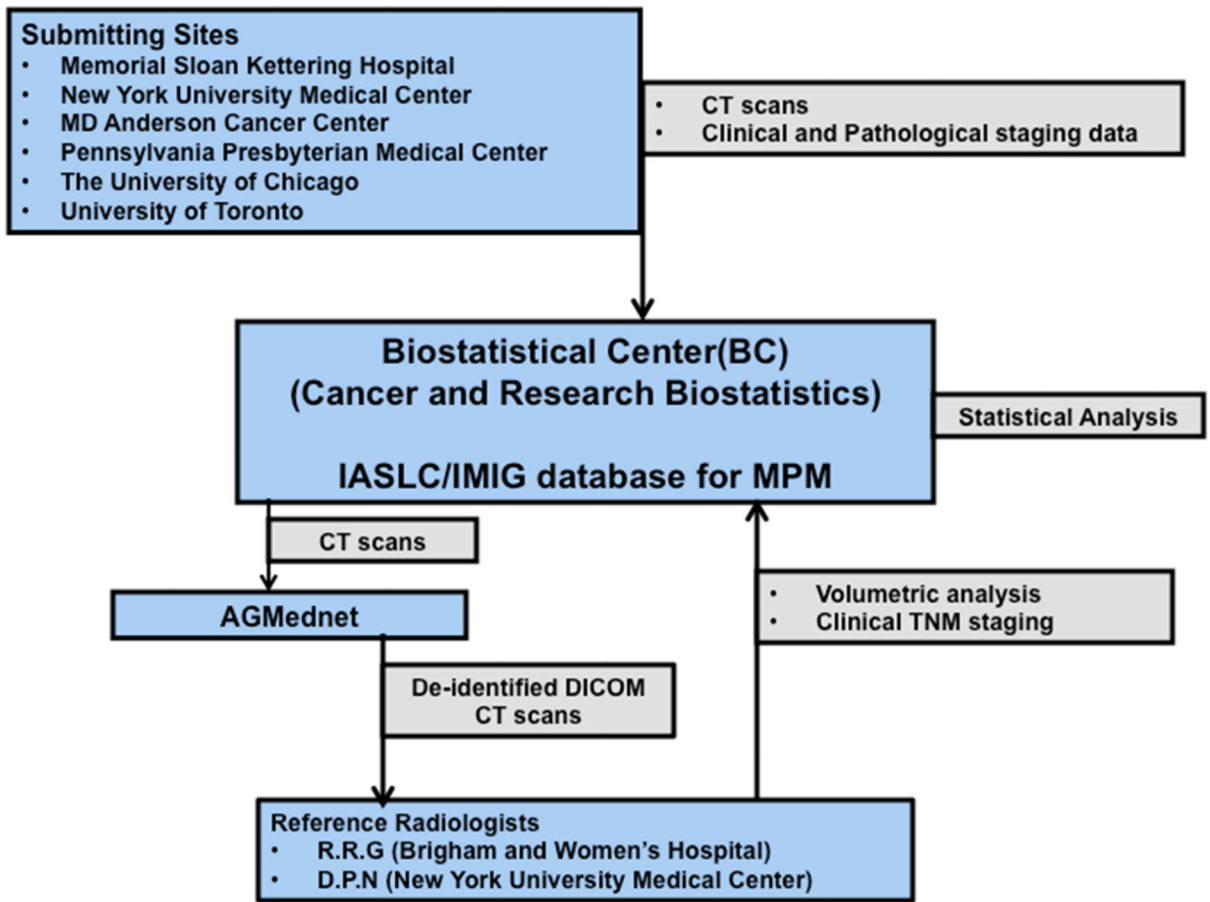 Submitting Sites
• Memorial Sloan Kettering Hospital
• New York University Medical Center
• MD Anderson Cancer Center
• Pennsylvania Presbyterian Medical Center
• The University of Chicago
• University of Toronto
• CT scans
• Clinical and Pathological staging data
Biostatistical Center(BC)
(Cancer and Research Biostatistics)
IASLC/IMIG database for MPM
Statistical Analysis
CT scans
AGMednet
De-identified DICOM
CT scans
• Volumetric analysis
• Clinical TNM staging
Reference Radiologists
• R.R.G (Brigham and Women's Hospital)
• D.P.N (New York University Medical Center)